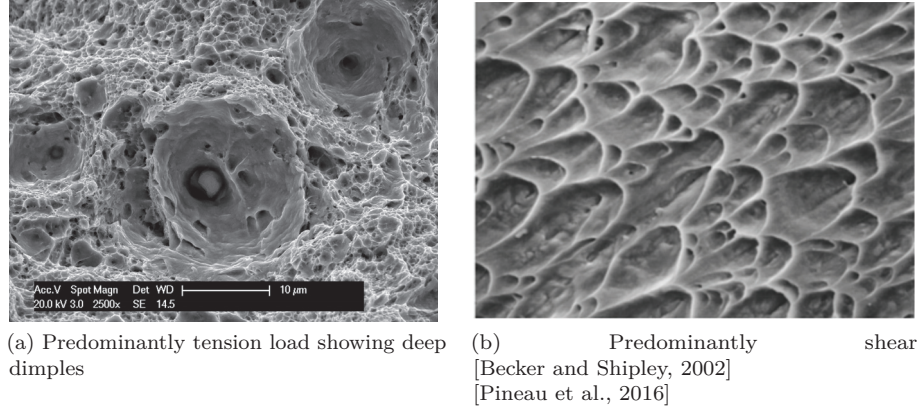 Acc.V Spot Magn Det WD 10 µm
20.0 kV 3.0 2500x SE 14.5
(a) Predominantly tension load showing deep
dimples
(b) Predominantly shear
[Becker and Shipley, 2002]
[Pineau et al., 2016]